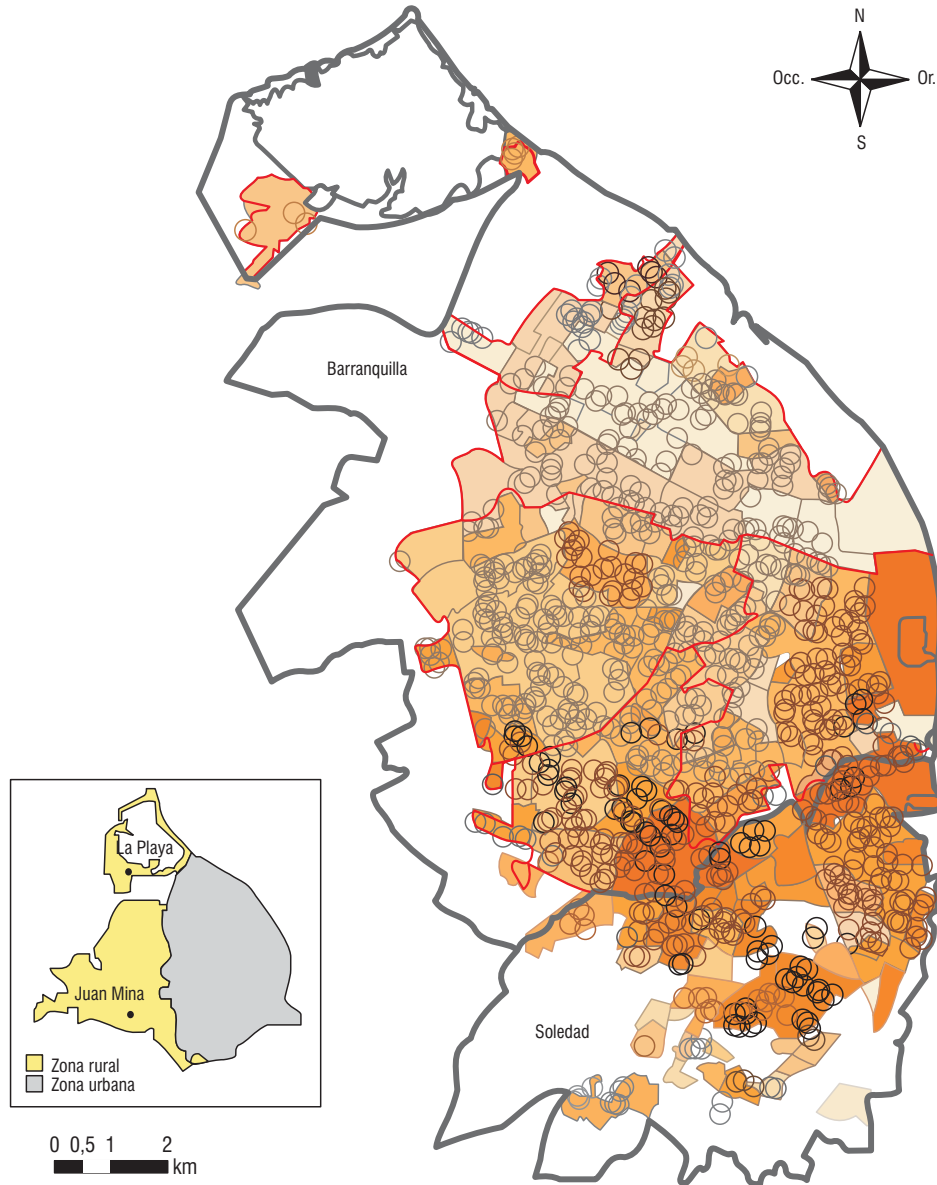 N
Occ.
Or.
S
Barranquilla
La Playa
Juan Mina
Zona rural
Zona urbana
Soledad
0 0,5 1 2
km